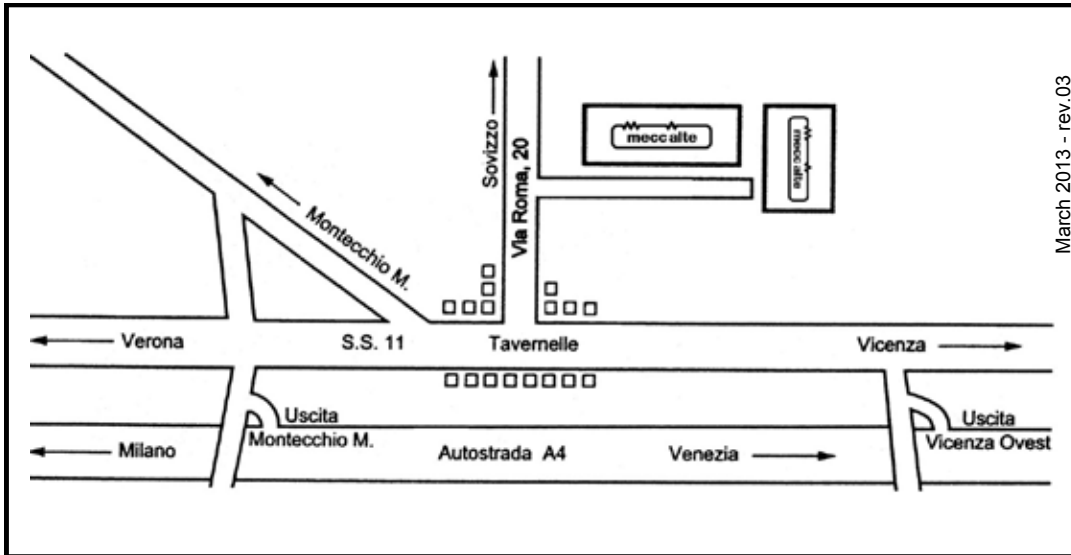 Sovizzo
Via Roma, 20
meccalte
meccalte
March 2013 - rev.03
Montecchio M.
Verona
S.S. 11
Tavernelle
Vicenza
Uscita
Montecchio M.
Uscita
Vicenza Ovest
Milano
Autostrada A4
Venezia